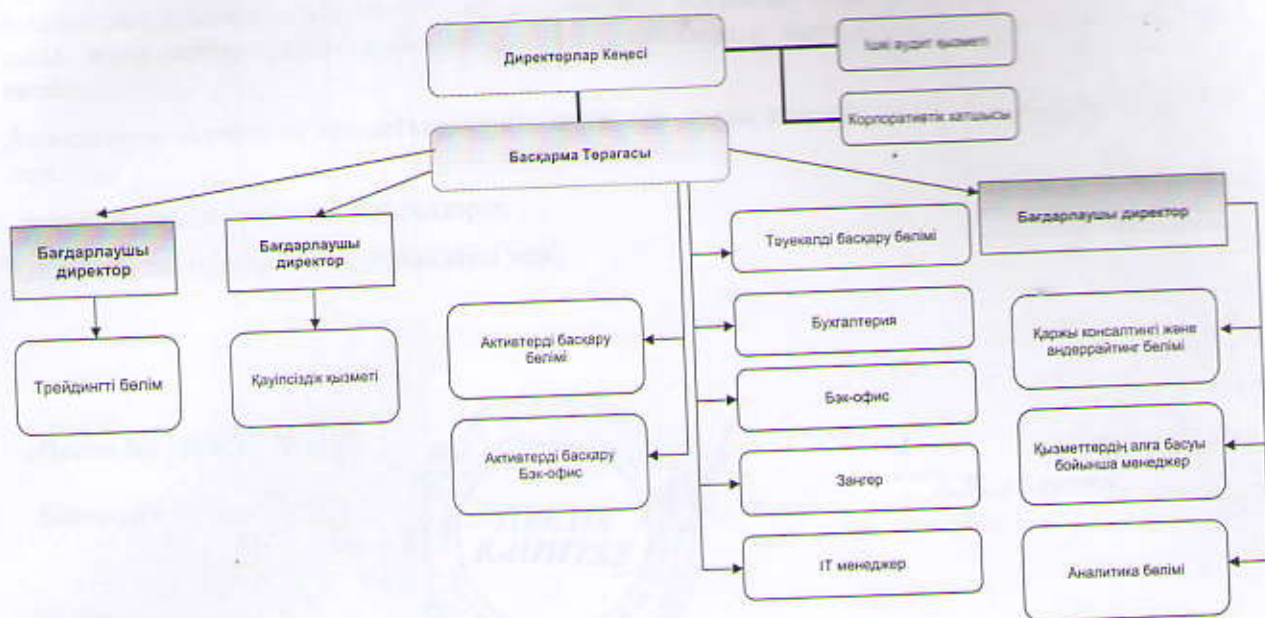 Директорлар Кеңесі
Ішкі аудит қызметі
Корпоративтік хатшысы
Басқарма Төрағасы
Бағдарлаушы
директор
Бағдарлаушы
директор
Бағдарлаушы директор
Трейдингті бөлім
Қауіпсіздік қызметі
Активтерді басқару
бөлімі
Активтерді басқару
Бэк-офис
Тәуекелді басқару бөлімі
Бухгалтерия
Бэк-офис
Заңгер
IT менеджер
Қаржы консалтингі және
андеррайтинг бөлімі
Қызметтердің алға басуы
бойынша менеджер
Аналитика бөлімі